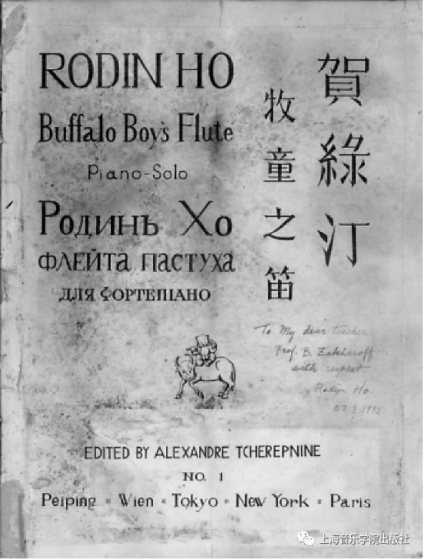 RODIN HO
Buffalo Boy's Flute
Piano-Solo
Родинь Хо
ФЛЕЙТА ПАСТУХА
ДЛЯ ФОРТЕПІАНО
賀綠汀
牧童之笛
To My dear teacher
Prof. B. Zakharoff
with respect
Rodin Ho
EDITED BY ALEXANDRE TCHEREPNINE
NO. 1
Peiping = Wien = Tokyo = New York = Paris
上海音乐学院出版社